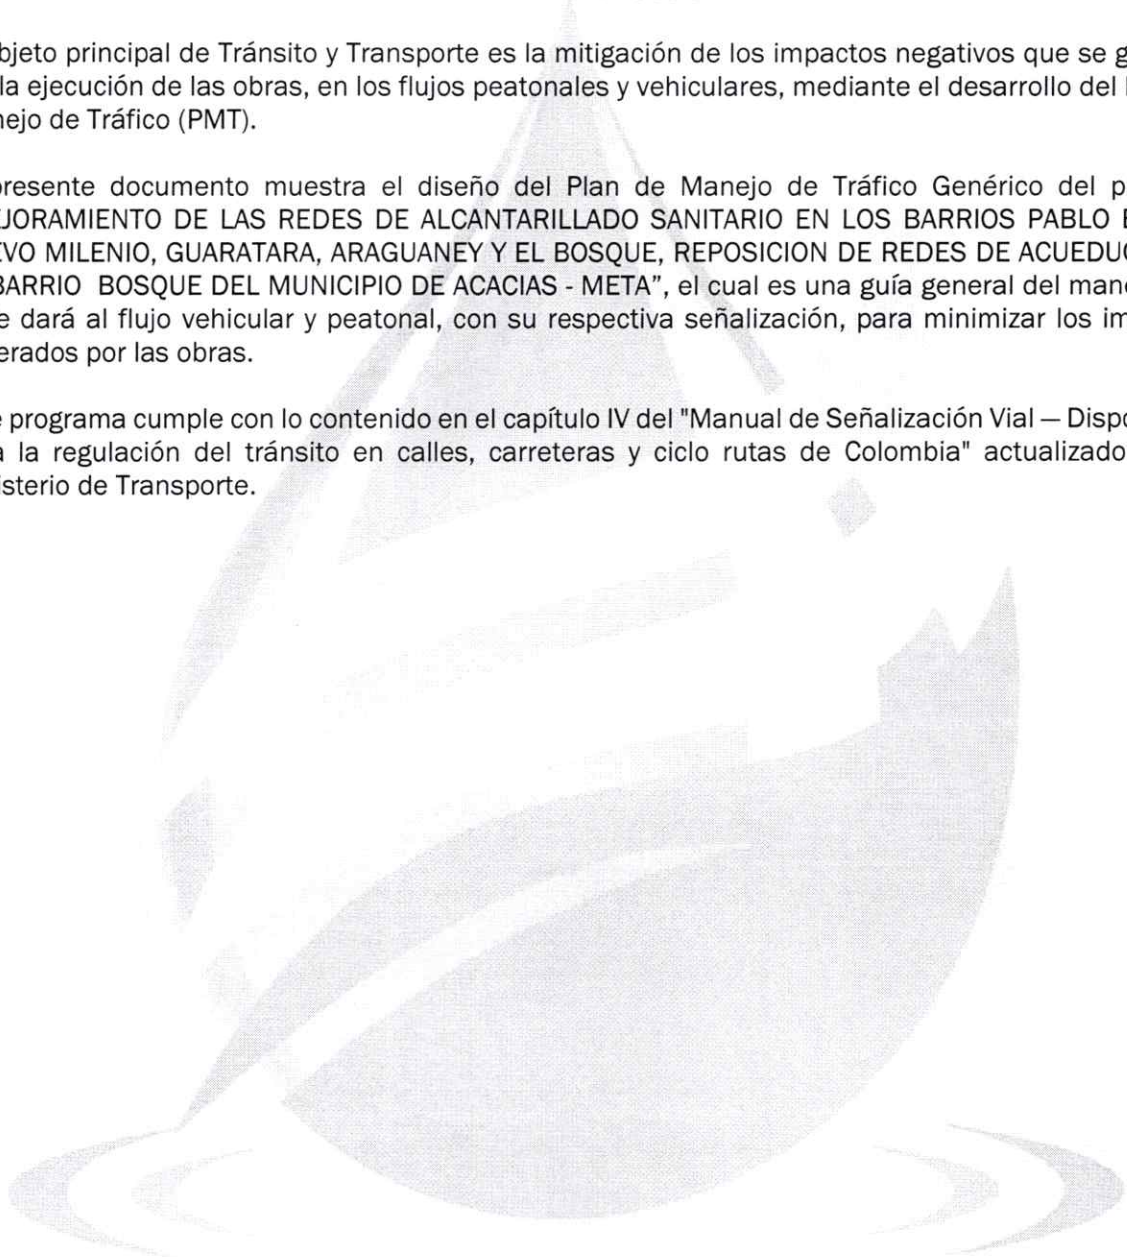 bjeto principal de Tránsito y Transporte es la mitigación de los impactos negativos que se g
la ejecución de las obras, en los flujos peatonales y vehiculares, mediante el desarrollo del
nejo de Tráfico (PMT).
presente documento muestra el diseño del Plan de Manejo de Tráfico Genérico del p
JORAMIENTO DE LAS REDES DE ALCANTARILLADO SANITARIO EN LOS BARRIOS PABLO E
EVO MILENIO, GUARATARA, ARAGUANEY Y EL BOSQUE, REPOSICION DE REDES DE ACUEDUC
BARRIO BOSQUE DEL MUNICIPIO DE ACACIAS - META”, el cual es una guía general del mane
e dará al flujo vehicular y peatonal, con su respectiva señalización, para minimizar los im
erados por las obras.
e programa cumple con lo contenido en el capítulo IV del "Manual de Señalización Vial – Dispo
a la regulación del tránsito en calles, carreteras y ciclo rutas de Colombia" actualizado
isterio de Transporte.